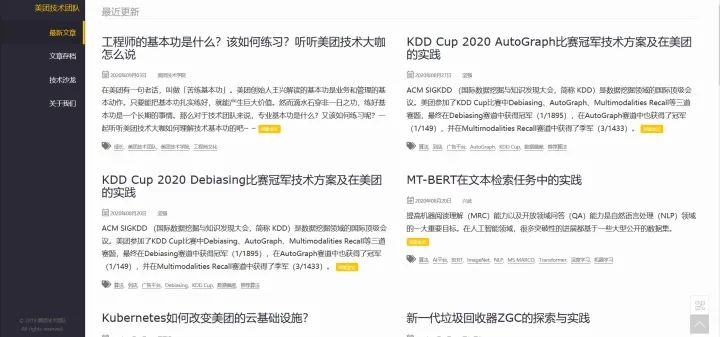 美团技术团队
最新文章
文章存档
技术沙龙
关于我们
© 2019 美团技术团队
All rights reserved.
最近更新
工程师的基本功是什么？该如何练习？听听美团技术大咖
怎么说
2020年09月03日 美团技术学院
在美团有一句老话，叫做「苦练基本功」。美团创始人王兴解读的基本功是业务和管理的基
本动作，只要能把基本功扎实练好，就能产生巨大价值。然而滴水石穿非一日之功，练好基
本功是一个长期的事情。那么对于技术团队来说，专业基本功是什么？又该如何练习呢？一
起听听美团技术大咖如何理解技术基本功的吧~ ~
成长, 美团技术团队, 美团技术学院, 工程师文化
KDD Cup 2020 Debiasing比赛冠军技术方案及在美团
的实践
2020年08月20日 坚强
ACM SIGKDD （国际数据挖掘与知识发现大会，简称 KDD）是数据挖掘领域的国际顶级会
议。美团参加了KDD Cup比赛中Debiasing、AutoGraph、Multimodalities Recall等三道
赛题，最终在Debiasing赛道中获得冠军（1/1895），在AutoGraph赛道中也获得了冠军
（1/149），并在Multimodalities Recall赛道中获得了季军（3/1433）。
算法, 到店, 广告平台, Debiasing, KDD Cup, 数据偏差, 推荐算法
Kubernetes如何改变美团的云基础设施？
KDD Cup 2020 AutoGraph比赛冠军技术方案及在美团
的实践
2020年08月27日 坚强
ACM SIGKDD （国际数据挖掘与知识发现大会，简称 KDD）是数据挖掘领域的国际顶级会
议。美团参加了KDD Cup比赛中Debiasing、AutoGraph、Multimodalities Recall等三道
赛题，最终在Debiasing赛道中获得冠军（1/1895），在AutoGraph赛道中也获得了冠军
（1/149），并在Multimodalities Recall赛道中获得了季军（3/1433）。
算法, 到店, 广告平台, AutoGraph, KDD Cup, 数据偏差, 推荐算法
MT-BERT在文本检索任务中的实践
2020年08月20日 兴武
提高机器阅读理解（MRC）能力以及开放领域问答（QA）能力是自然语言处理（NLP）领域
的一大重要目标。在人工智能领域，很多突破性的进展都基于一些大型公开的数据集。
算法, AI平台, BERT, ImageNet, NLP, MS MARCO, Transformer, 深度学习, 机器学习
新一代垃圾回收器ZGC的探索与实践